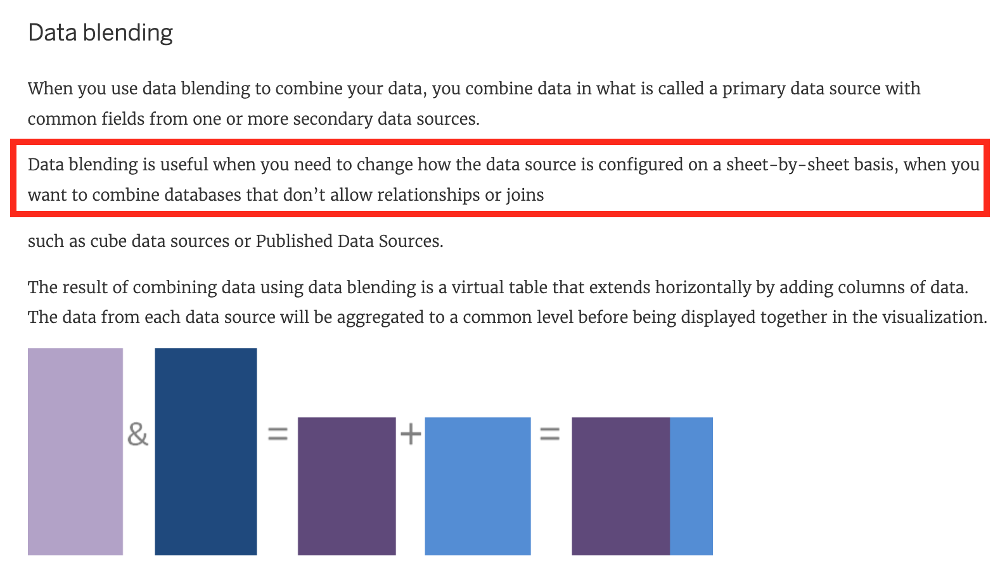 Data blending
When you use data blending to combine your data, you combine data in what is called a primary data source with
common fields from one or more secondary data sources.
Data blending is useful when you need to change how the data source is configured on a sheet-by-sheet basis, when you
want to combine databases that don’t allow relationships or joins
such as cube data sources or Published Data Sources.
The result of combining data using data blending is a virtual table that extends horizontally by adding columns of data.
The data from each data source will be aggregated to a common level before being displayed together in the visualization.
& = + =